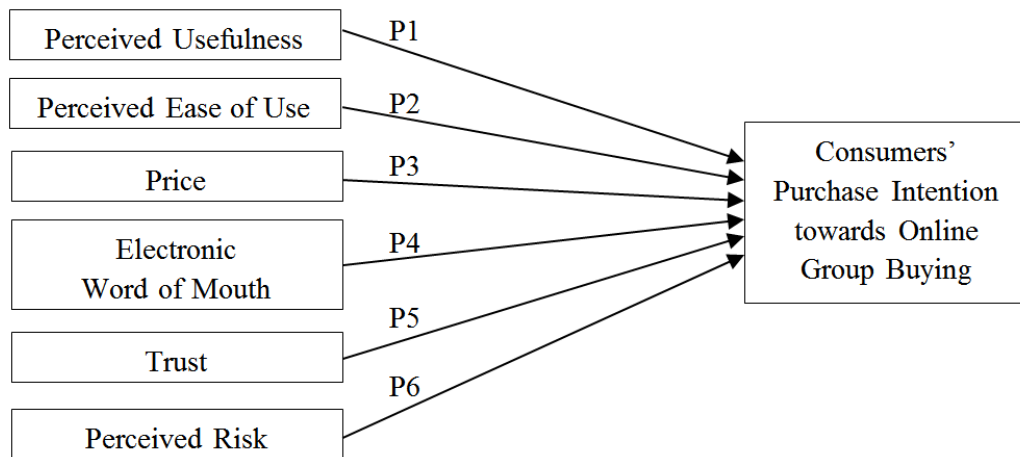 Perceived Usefulness
P1
Perceived Ease of Use
P2
Price
P3
Electronic
Word of Mouth
P4
Trust
P5
Perceived Risk
P6
Consumers’
Purchase Intention
towards Online
Group Buying